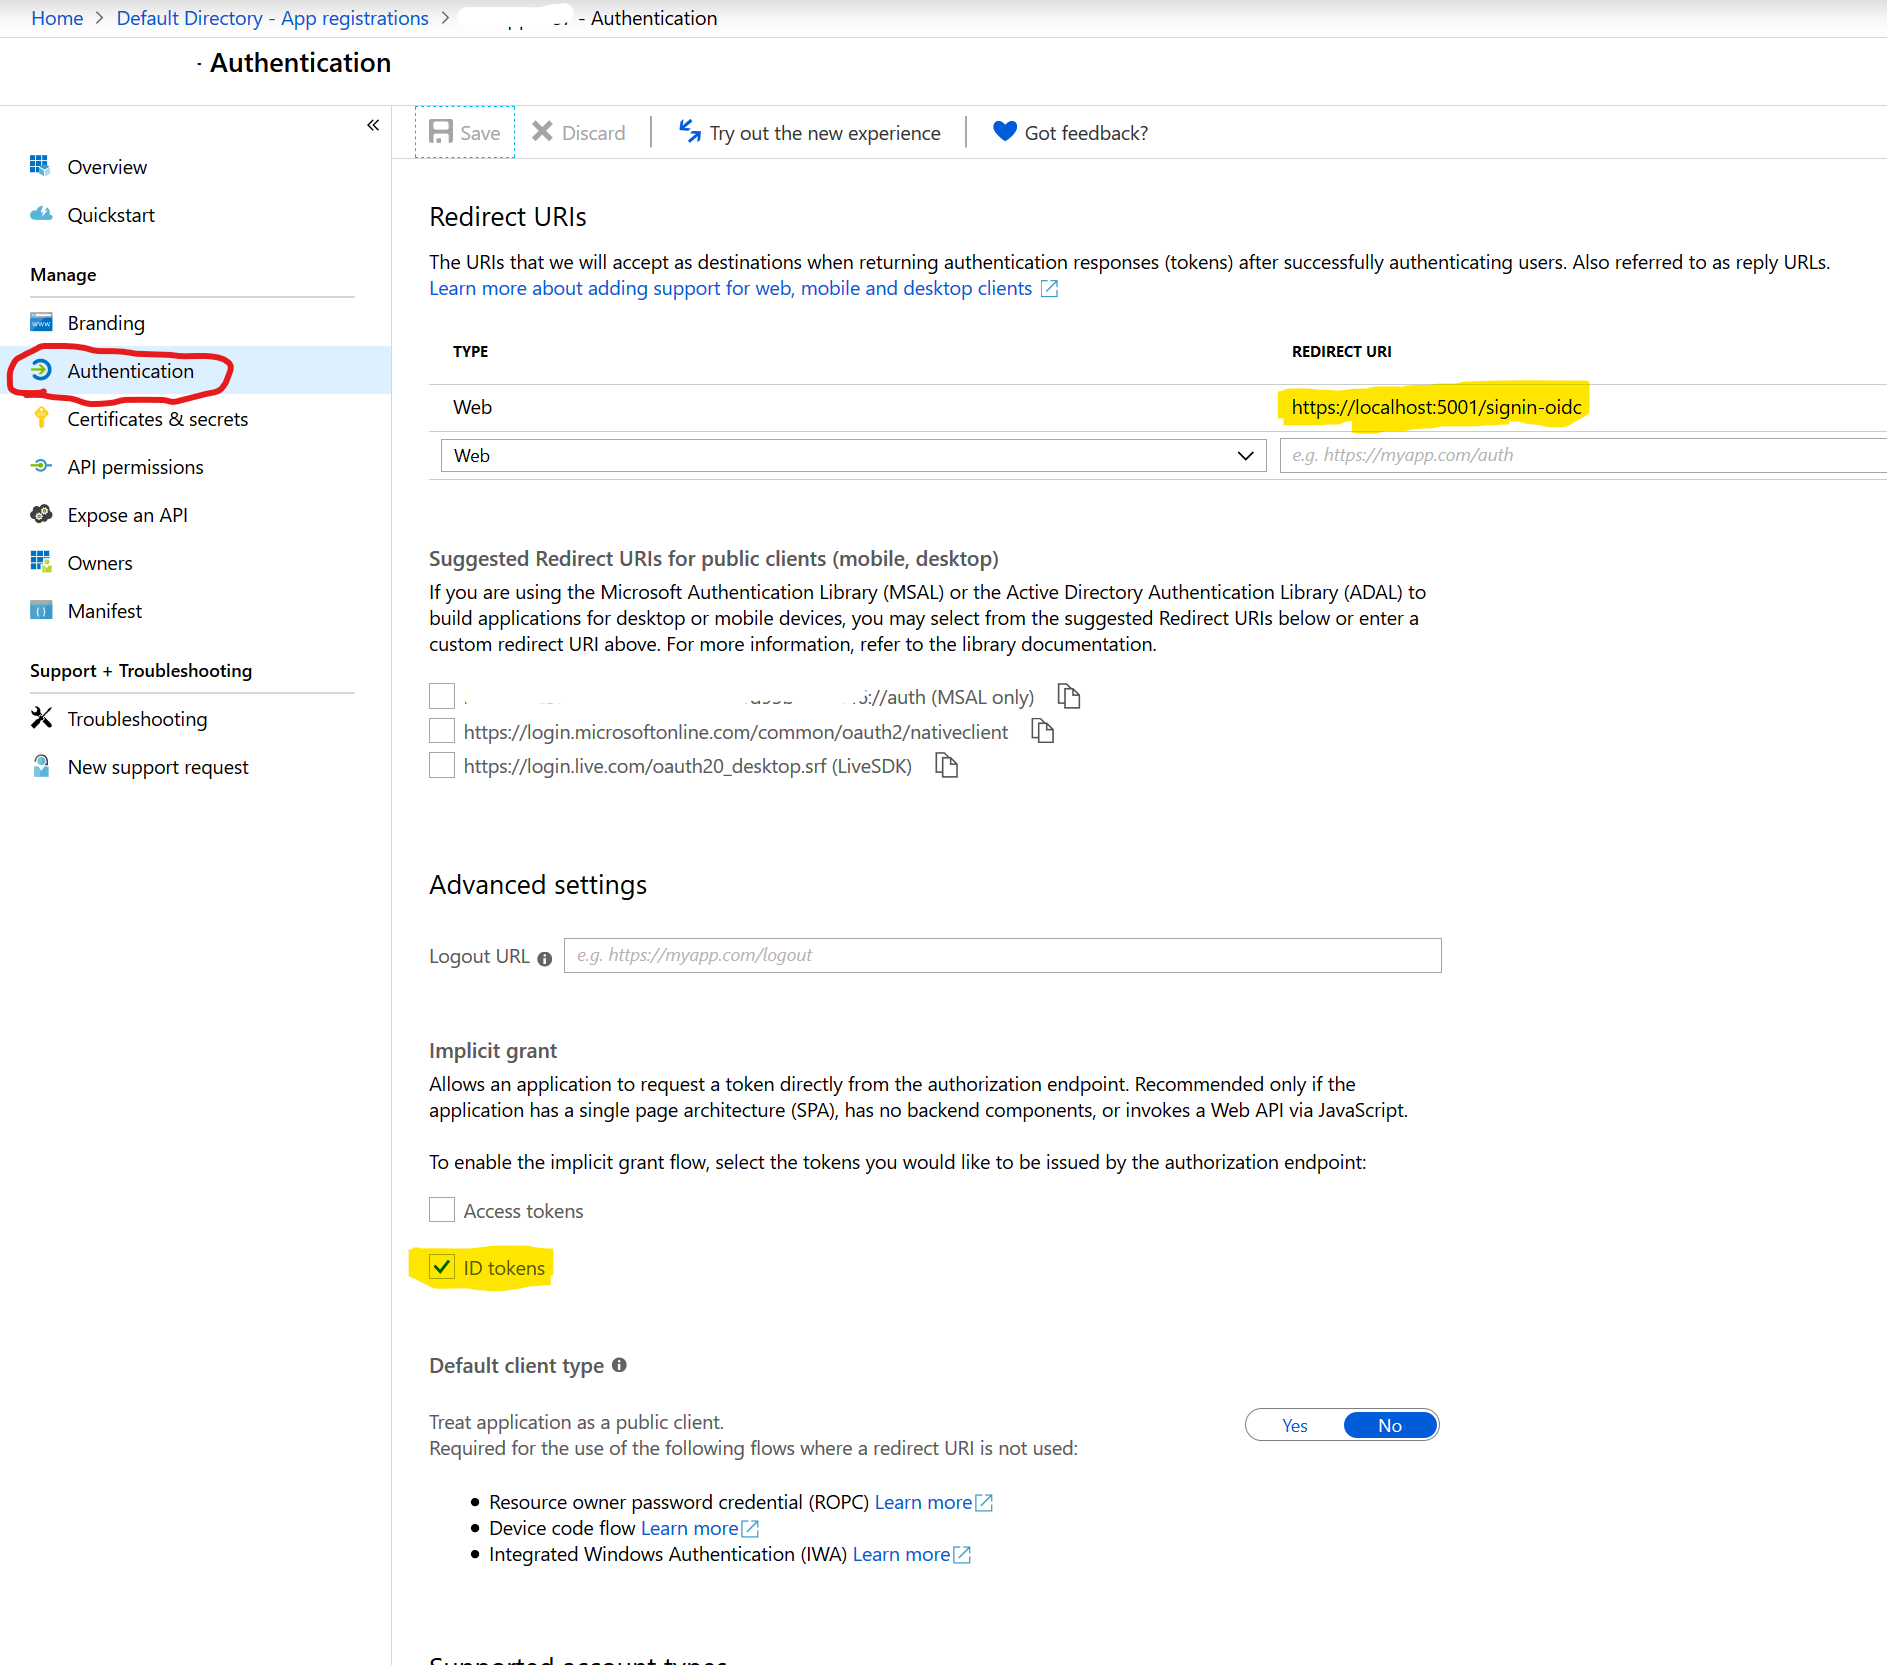 Home > Default Directory - App registrations > - Authentication
· Authentication
«
Save Discard Try out the new experience Got feedback?
Overview
Quickstart
Manage
Branding
Authentication
Certificates & secrets
API permissions
Expose an API
Owners
Manifest
Support + Troubleshooting
Troubleshooting
New support request
Redirect URIs
The URIs that we will accept as destinations when returning authentication responses (tokens) after successfully authenticating users. Also referred to as reply URLs.
Learn more about adding support for web, mobile and desktop clients
TYPE REDIRECT URI
Web https://localhost:5001/signin-oidc
Web e.g. https://myapp.com/auth
Suggested Redirect URIs for public clients (mobile, desktop)
If you are using the Microsoft Authentication Library (MSAL) or the Active Directory Authentication Library (ADAL) to
build applications for desktop or mobile devices, you may select from the suggested Redirect URIs below or enter a
custom redirect URI above. For more information, refer to the library documentation.
://auth (MSAL only)
https://login.microsoftonline.com/common/oauth2/nativeclient
https://login.live.com/oauth20_desktop.srf (LiveSDK)
Advanced settings
Logout URL e.g. https://myapp.com/logout
Implicit grant
Allows an application to request a token directly from the authorization endpoint. Recommended only if the
application has a single page architecture (SPA), has no backend components, or invokes a Web API via JavaScript.
To enable the implicit grant flow, select the tokens you would like to be issued by the authorization endpoint:
Access tokens
ID tokens
Default client type
Treat application as a public client.
Required for the use of the following flows where a redirect URI is not used:
Yes No
• Resource owner password credential (ROPC) Learn more
• Device code flow Learn more
• Integrated Windows Authentication (IWA) Learn more
Supported account types